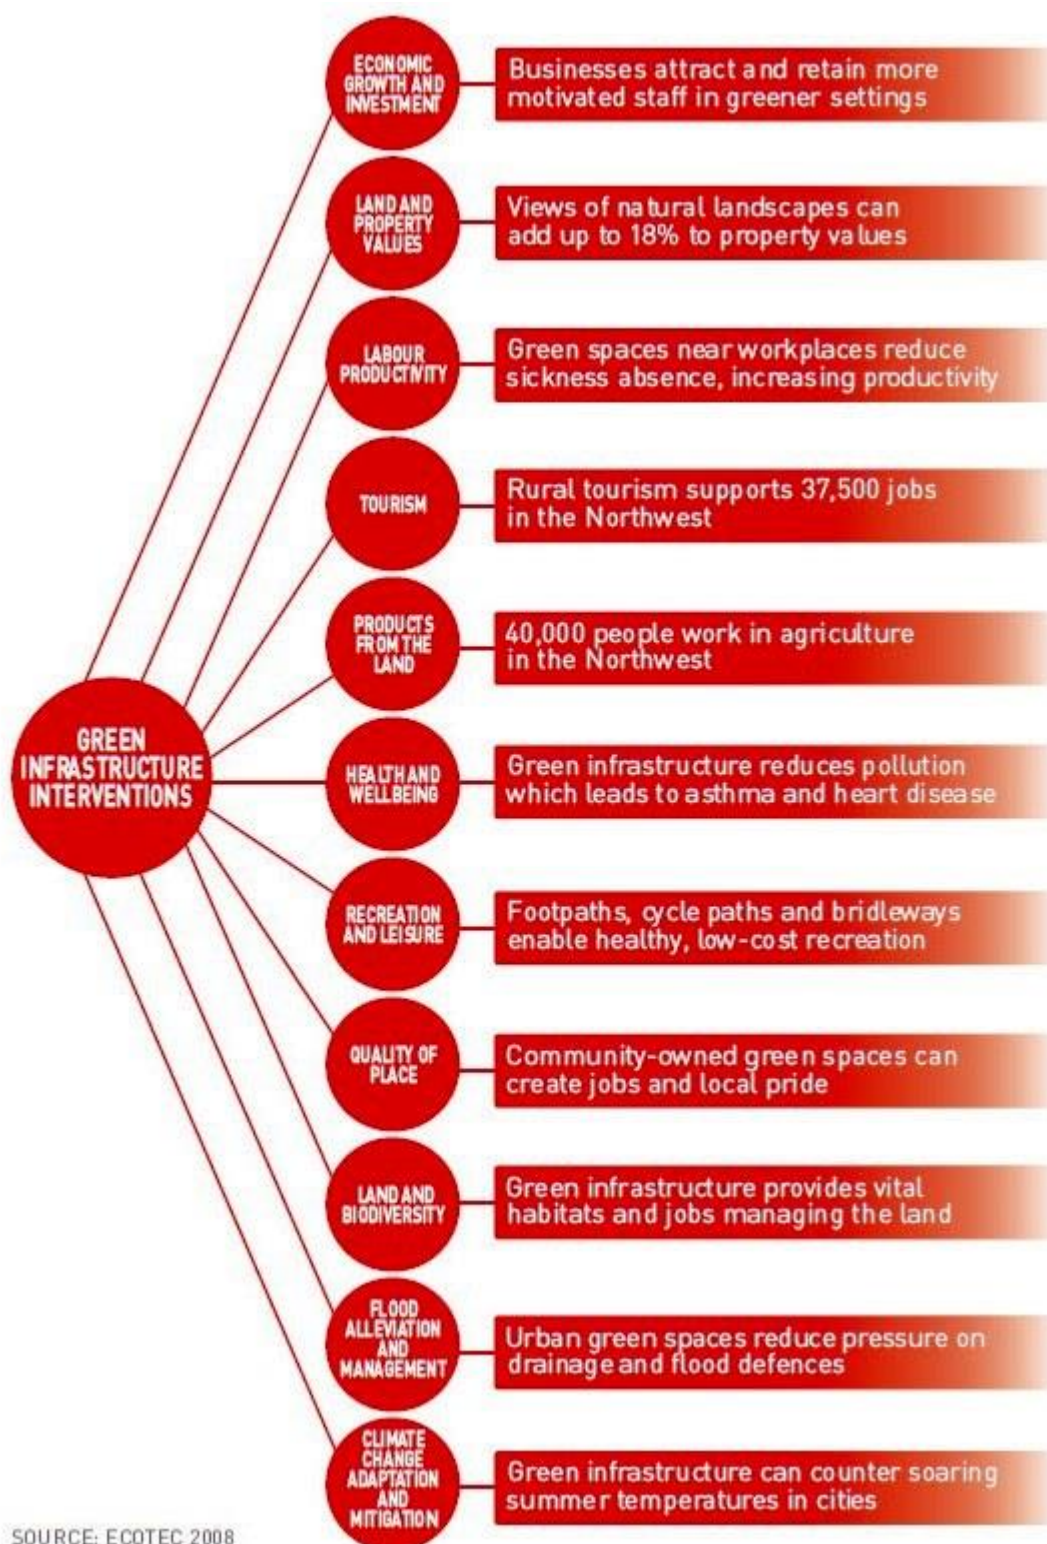 GREEN
INFRASTRUCTURE
INTERVENTIONS
ECONOMIC
GROWTH AND
INVESTMENT
Businesses attract and retain more
motivated staff in greener settings
LAND AND
PROPERTY
VALUES
Views of natural landscapes can
add up to 18% to property values
LABOUR
PRODUCTIVITY
Green spaces near workplaces reduce
sickness absence, increasing productivity
TOURISM
Rural tourism supports 37,500 jobs
in the Northwest
PRODUCTS
FROM THE
LAND
40,000 people work in agriculture
in the Northwest
HEALTH AND
WELLBEING
Green infrastructure reduces pollution
which leads to asthma and heart disease
RECREATION
AND LEISURE
Footpaths, cycle paths and bridleways
enable healthy, low-cost recreation
QUALITY OF
PLACE
Community-owned green spaces can
create jobs and local pride
LAND AND
BIODIVERSITY
Green infrastructure provides vital
habitats and jobs managing the land
FLOOD
ALLEVIATION
AND
MANAGEMENT
Urban green spaces reduce pressure on
drainage and flood defences
CLIMATE
CHANGE
ADAPTATION
AND
MITIGATION
Green infrastructure can counter soaring
summer temperatures in cities
SOURCE: ECOTEC 2008